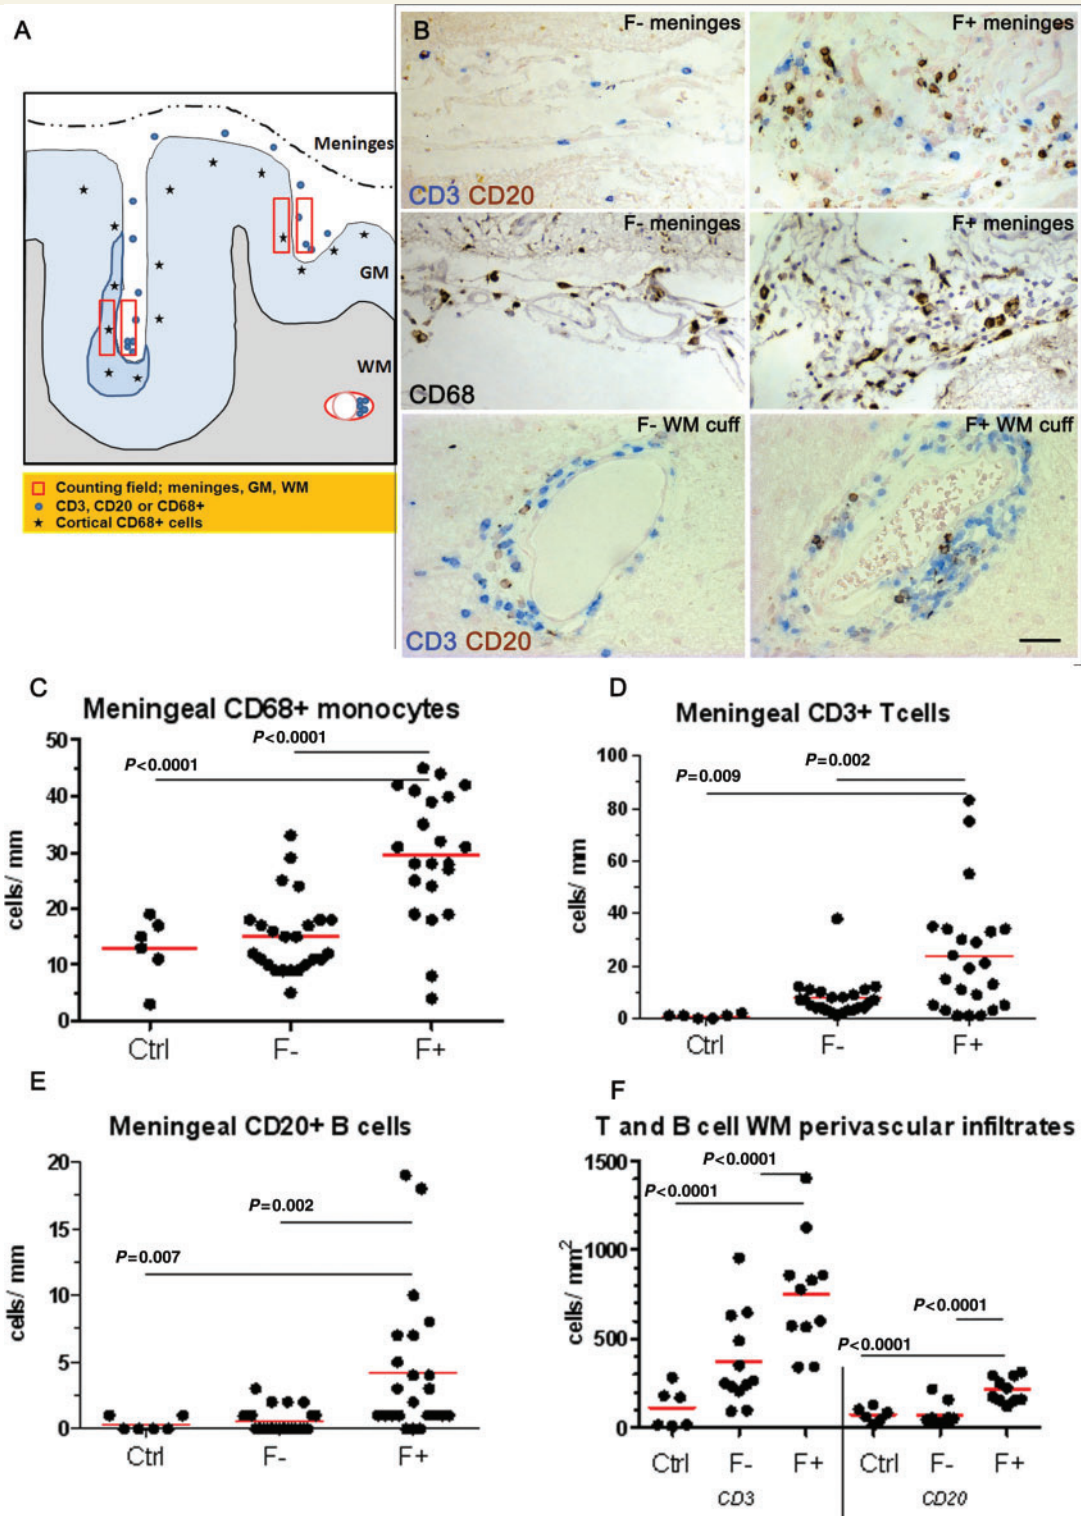 A
Meninges
GM
WM
Counting field; meninges, GM, WM
CD3, CD20 or CD68+
Cortical CD68+ cells
B
F- meninges
F+ meninges
CD3 CD20
F- meninges
F+ meninges
CD68
F- WM cuff
F+ WM cuff
CD3 CD20
C
Meningeal CD68+ monocytes
cells/ mm
50
40
30
20
10
0
P<0.0001
P<0.0001
Ctrl
F-
F+
D
Meningeal CD3+ Tcells
cells/ mm
100
80
60
40
20
0
P=0.002
P=0.009
Ctrl
F-
F+
E
Meningeal CD20+ B cells
cells/ mm
20
15
10
5
0
P=0.002
P=0.007
Ctrl
F-
F+
F
T and B cell WM perivascular infiltrates
cells/ mm2
1500
1000
500
0
P<0.0001
P<0.0001
P<0.0001
P<0.0001
Ctrl
F-
F+
Ctrl
F-
F+
CD3
CD20